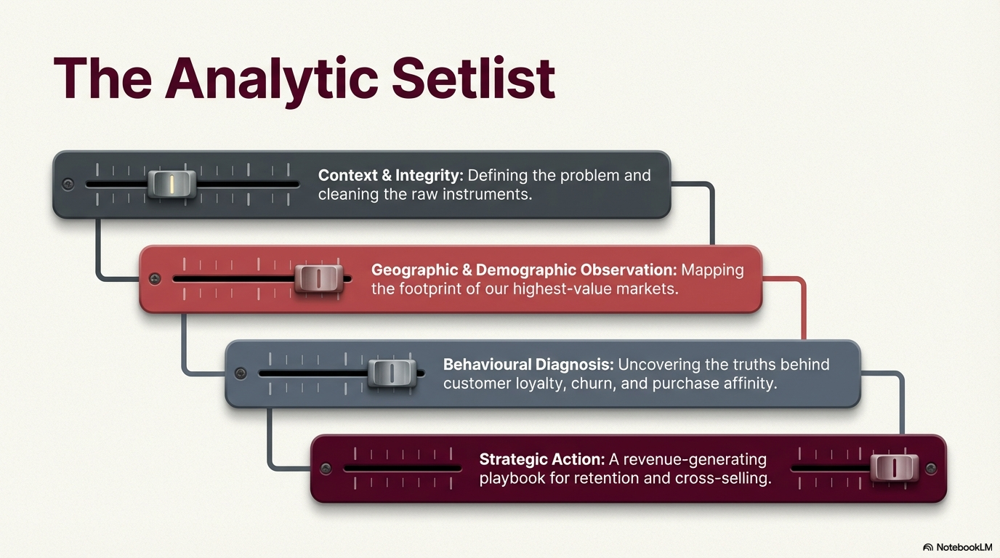 The Analytic Setlist
Context & Integrity: Defining the problem and
cleaning the raw instruments.
Geographic & Demographic Observation: Mapping
the footprint of our highest-value markets.
Behavioural Diagnosis: Uncovering the truths behind
customer loyalty, churn, and purchase affinity.
Strategic Action: A revenue-generating
playbook for retention and cross-selling.
NotebookLM